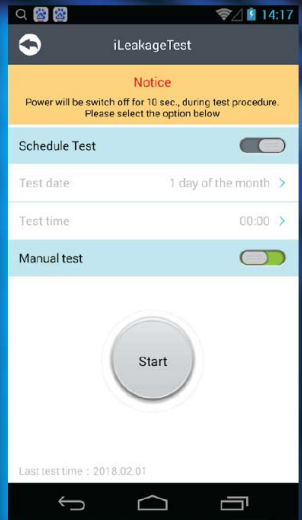 14:17
iLeakageTest
Notice
Power will be switch off for 10 sec., during test procedure.
Please select the option below
Schedule Test
Test date 1 day of the month >
Test time 00:00 >
Manual test
Start
Last test time : 2018.02.01